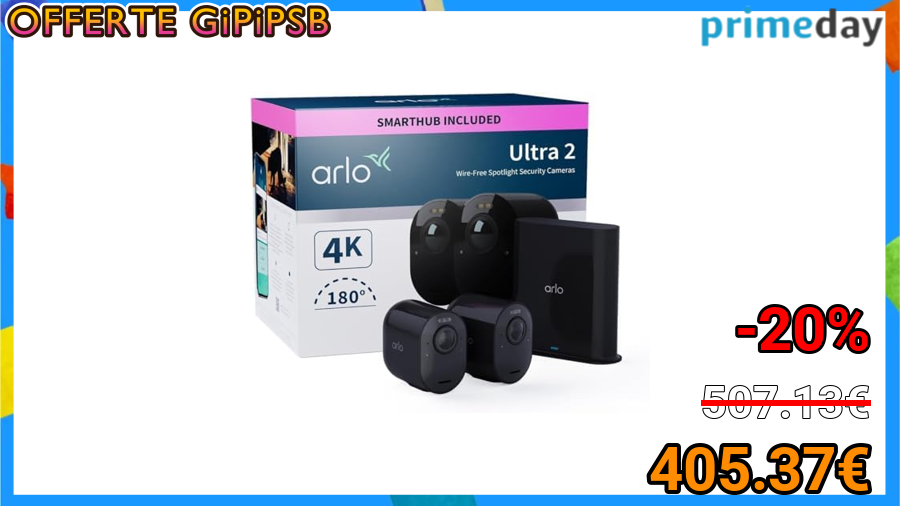 OFFERTE GiPiPSB
primeday
arlo
SMARTHUB INCLUDED
arlo
Ultra 2
Wire-Free Spotlight Security Cameras
4K
180°
arlo
arlo
-20%
507.13€
405.37€